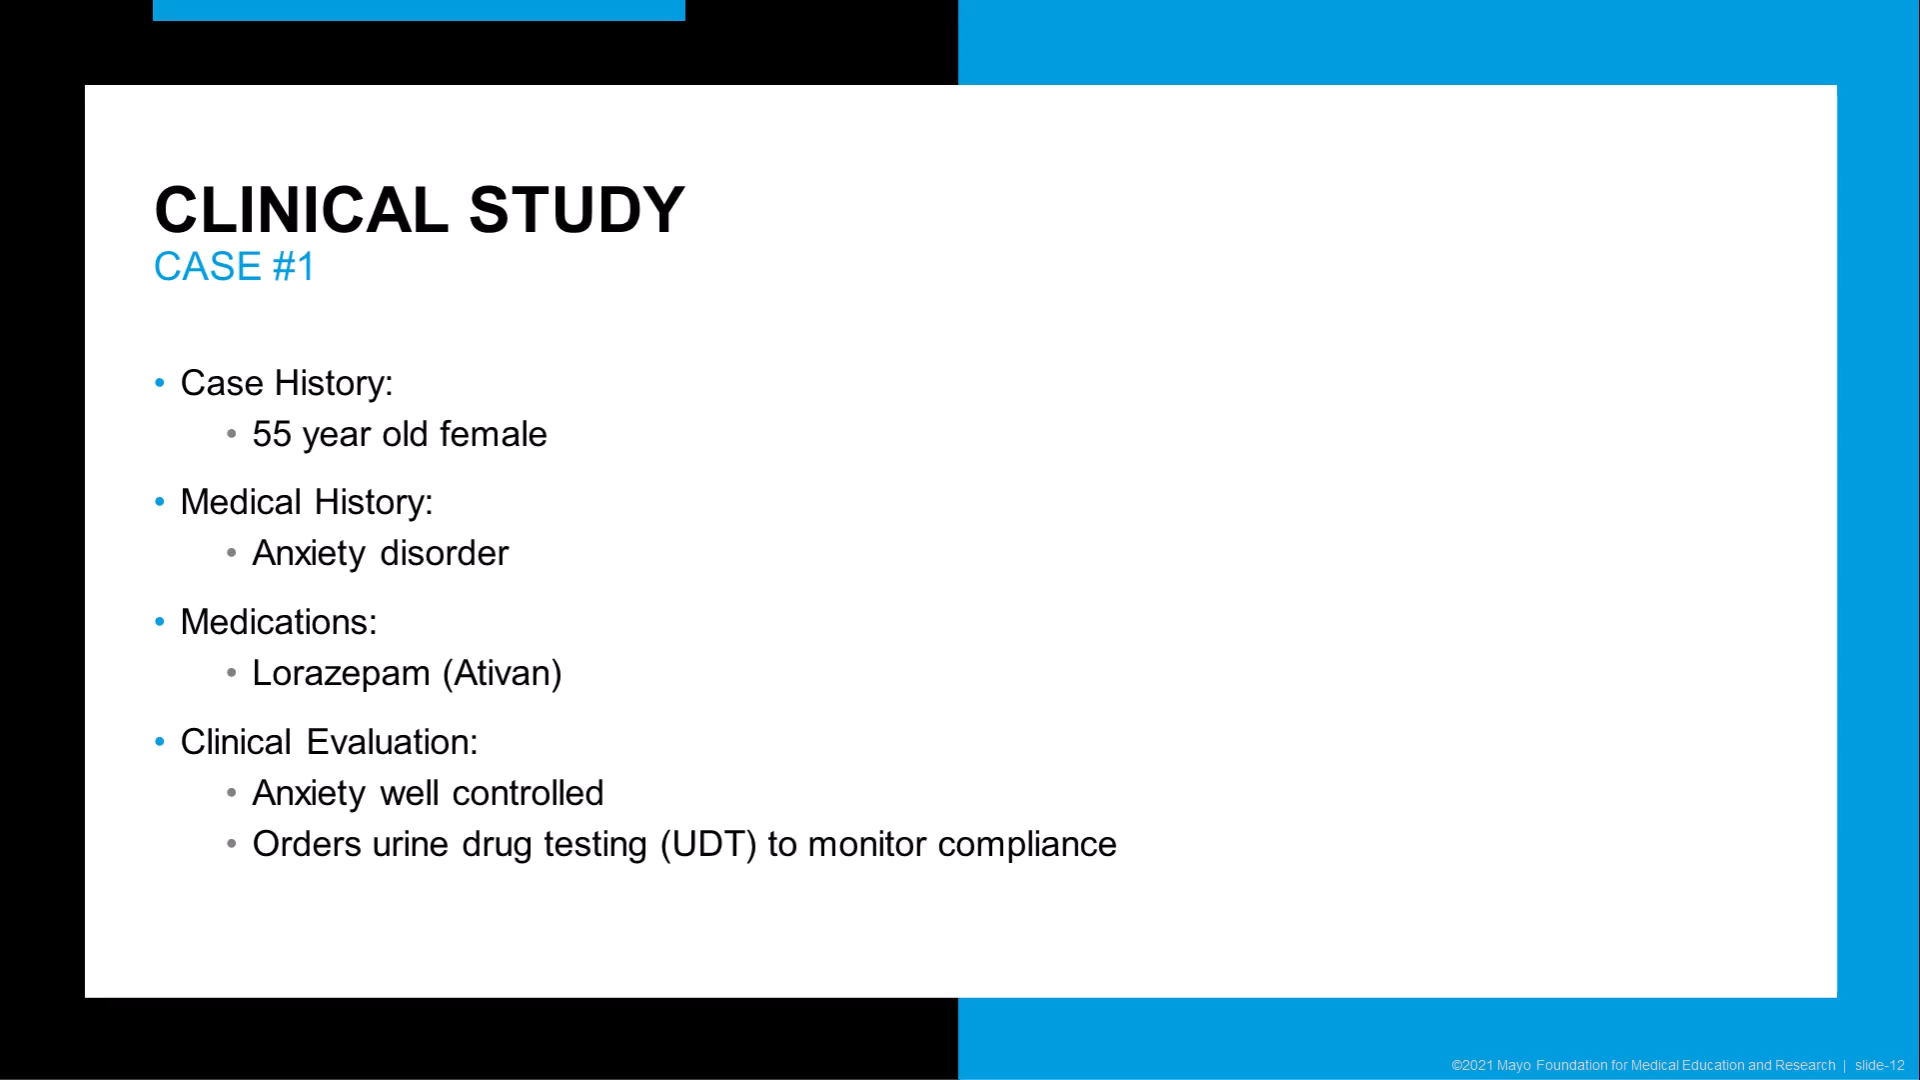 CLINICAL STUDY
CASE #1
• Case History:
• 55 year old female
• Medical History:
• Anxiety disorder
• Medications:
• Lorazepam (Ativan)
• Clinical Evaluation:
• Anxiety well controlled
• Orders urine drug testing (UDT) to monitor compliance
©2021 Mayo Foundation for Medical Education and Research | slide-12